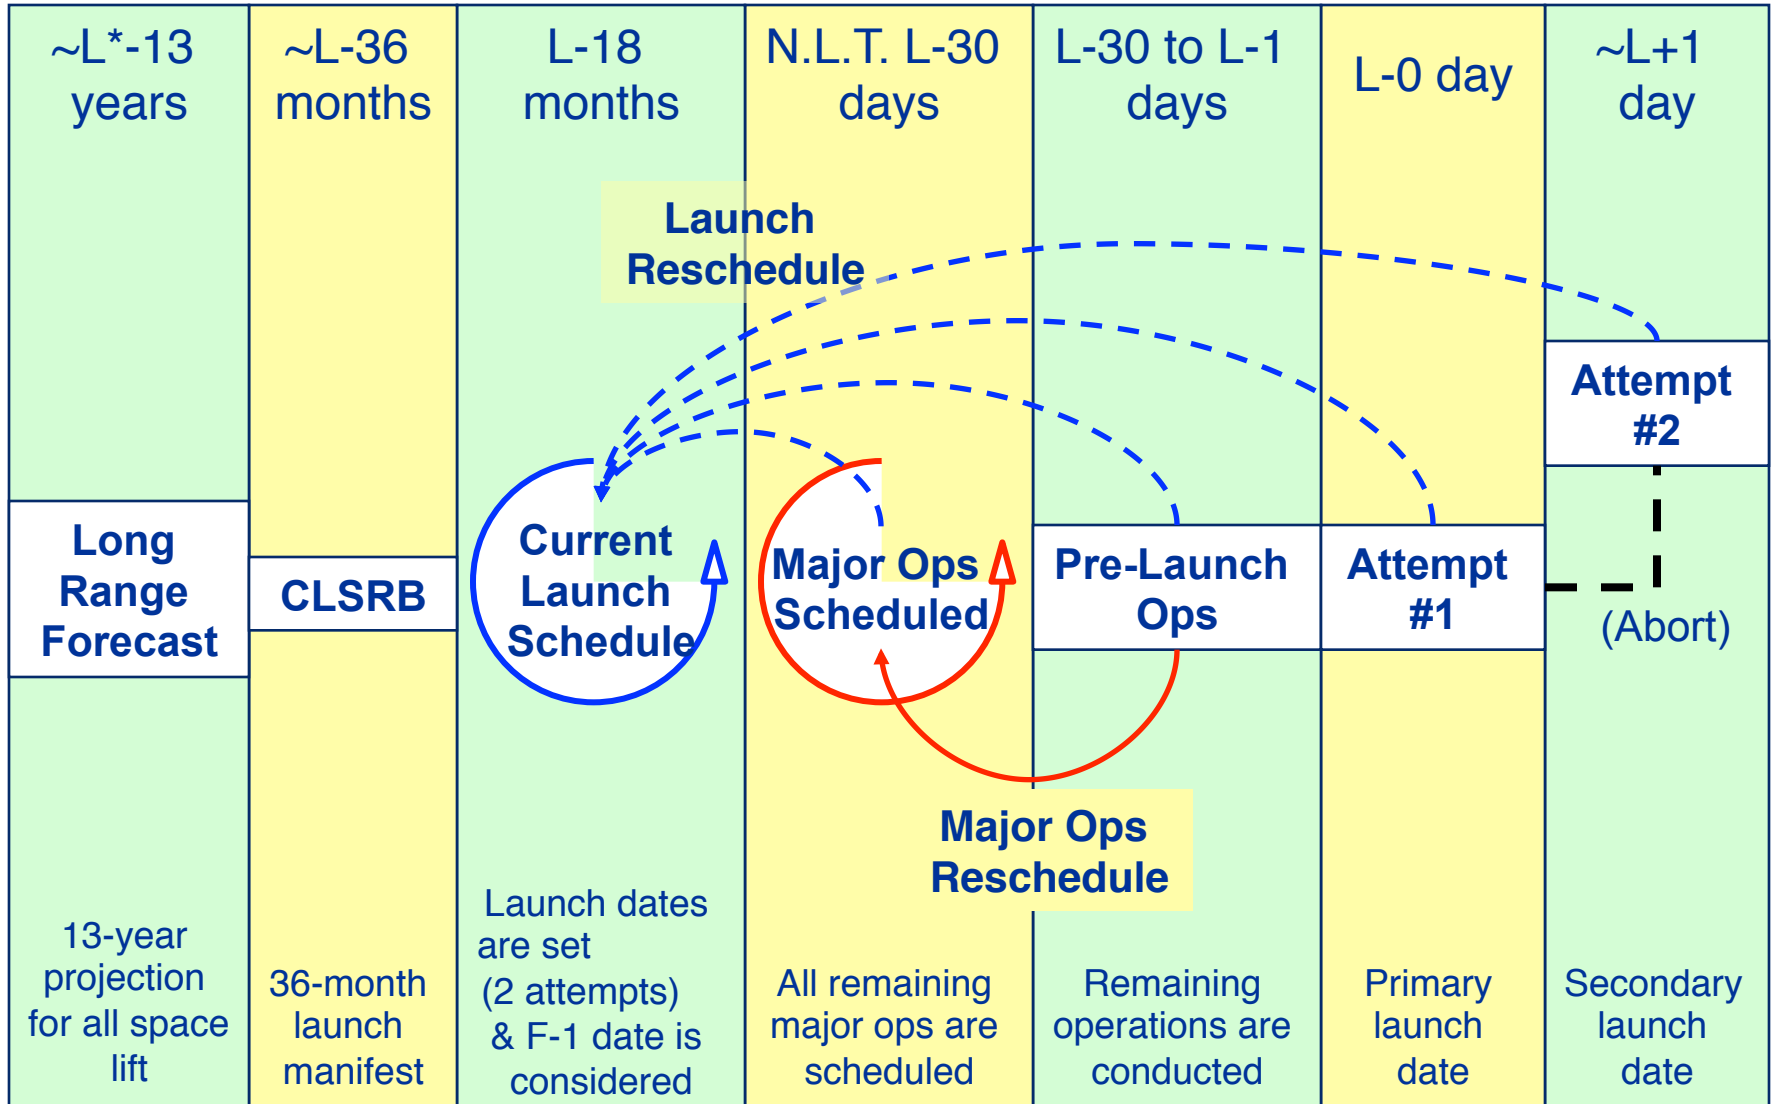 ~L*-13
years
~L-36
months
L-18
months
N.L.T. L-30
days
L-30 to L-1
days
L-0 day
~L+1
day
Launch
Reschedule
Attempt
#2
Long
Range
Forecast
CLSRB
Current
Launch
Schedule
Major Ops
Scheduled
Pre-Launch
Ops
Attempt
#1
(Abort)
Major Ops
Reschedule
13-year
projection
for all space
lift
36-month
launch
manifest
Launch dates
are set
(2 attempts)
& F-1 date is
considered
All remaining
major ops are
scheduled
Remaining
operations are
conducted
Primary
launch
date
Secondary
launch
date